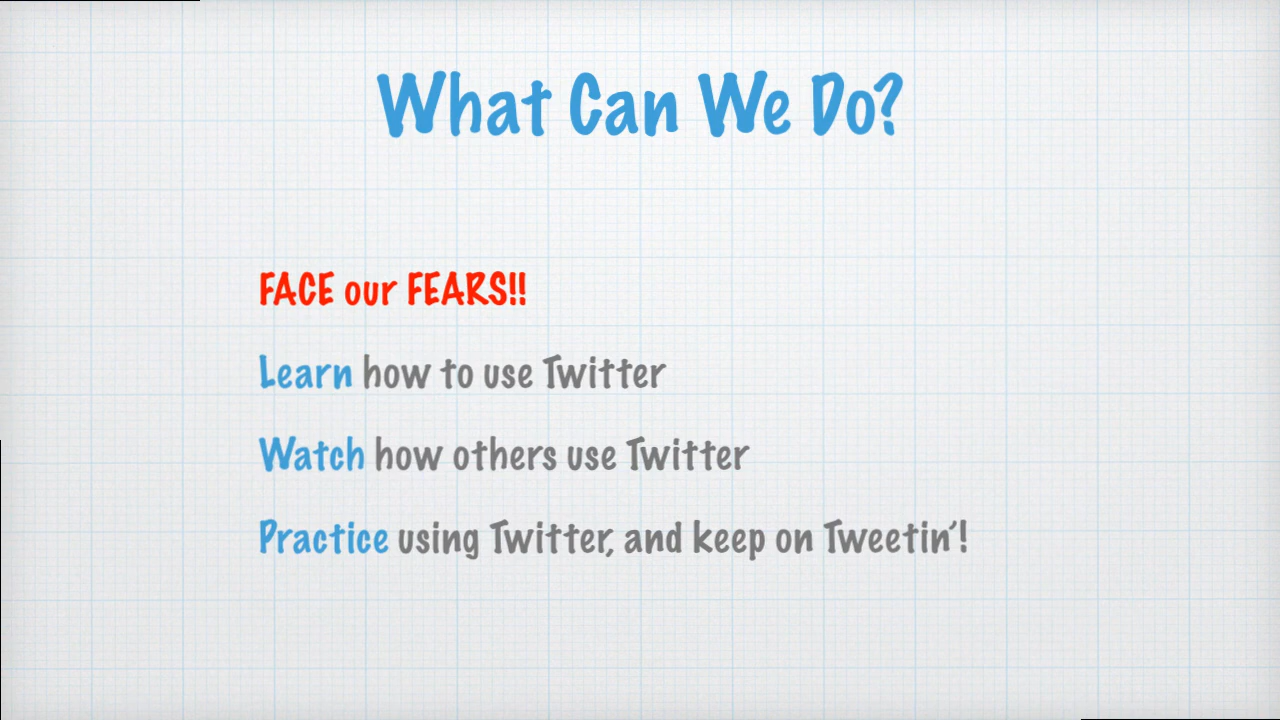 What Can We Do?
FACE our FEARS!!
Learn how to use Twitter
Watch how others use Twitter
Practice using Twitter, and keep on Tweetin’!